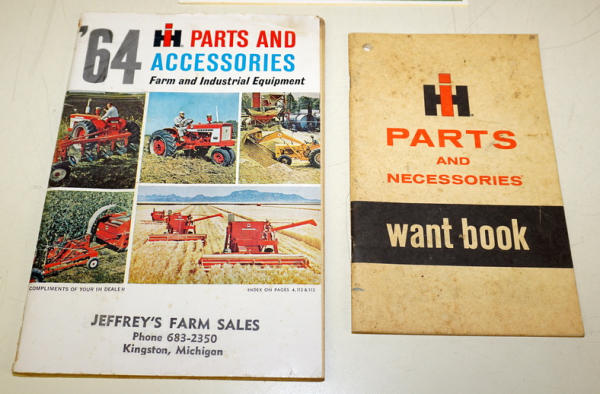 '64
IH PARTS AND
ACCESSORIES
Farm and Industrial Equipment
COMPLIMENTS OF YOUR IH DEALER
INDEX ON PAGES 4, 112 & 113
JEFFREY'S FARM SALES
Phone 683-2350
Kingston, Michigan
IH
PARTS
AND
NECESSORIES
want book